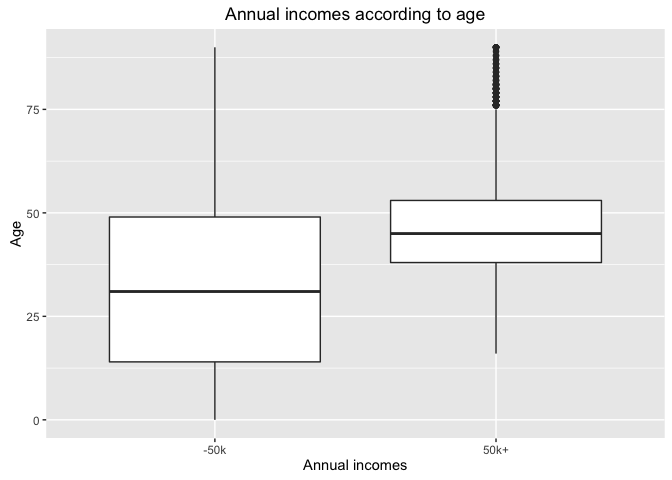 Annual incomes according to age
75
50
25
0
Age
-50k
50k+
Annual incomes